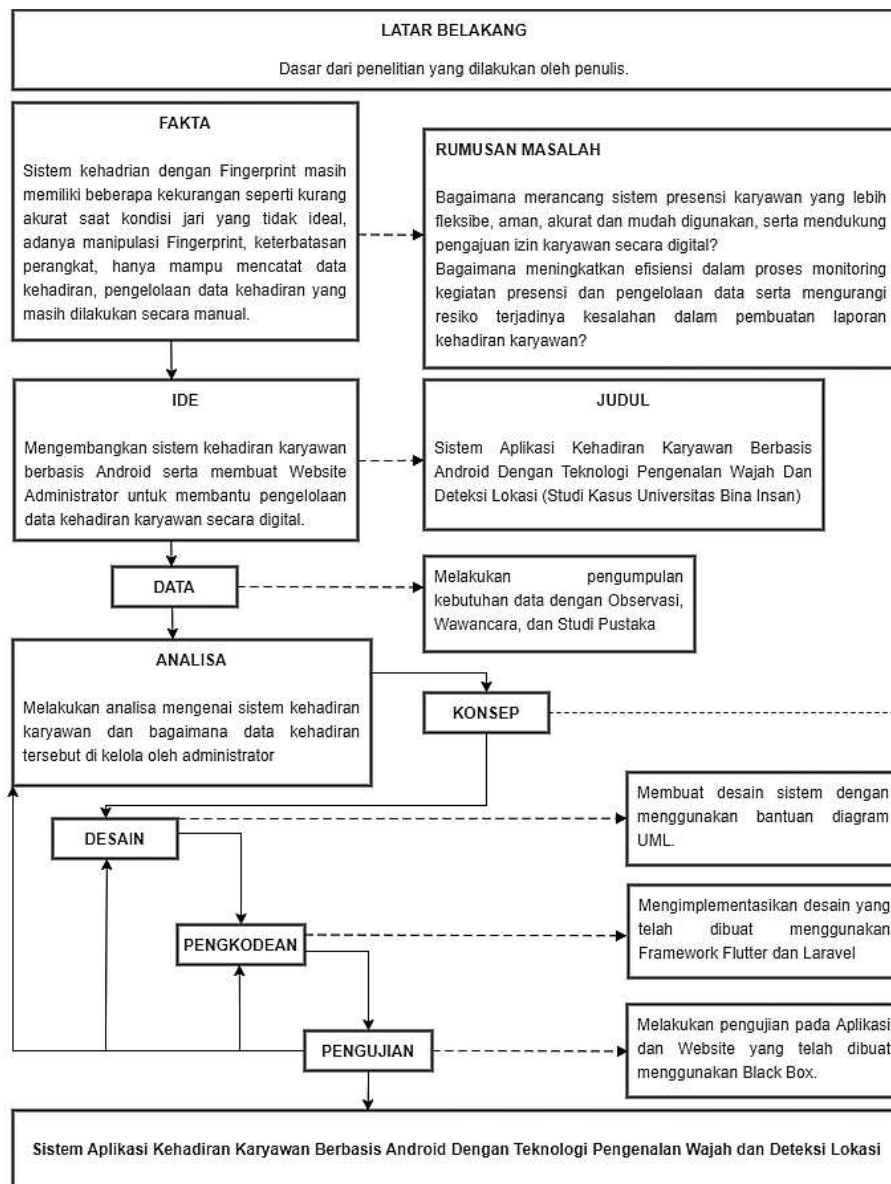 LATAR BELAKANG
Dasar dari penelitian yang dilakukan oleh penulis.
FAKTA
Sistem kehadrian dengan Fingerprint masih
memiliki beberapa kekurangan seperti kurang
akurat saat kondisi jari yang tidak ideal,
adanya manipulasi Fingerprint, keterbatasan
perangkat, hanya mampu mencatat data
kehadiran, pengelolaan data kehadiran yang
masih dilakukan secara manual.
RUMUSAN MASALAH
Bagaimana merancang sistem presensi karyawan yang lebih
fleksibe, aman, akurat dan mudah digunakan, serta mendukung
pengajuan izin karyawan secara digital?
Bagaimana meningkatkan efisiensi dalam proses monitoring
kegiatan presensi dan pengelolaan data serta mengurangi
resiko terjadinya kesalahan dalam pembuatan laporan
kehadiran karyawan?
IDE
Mengembangkan sistem kehadiran karyawan
berbasis Android serta membuat Website
Administrator untuk membantu pengelolaan
data kehadiran karyawan secara digital.
JUDUL
Sistem Aplikasi Kehadiran Karyawan Berbasis
Android Dengan Teknologi Pengenalan Wajah Dan
Deteksi Lokasi (Studi Kasus Universitas Bina Insan)
DATA
Melakukan pengumpulan
kebutuhan data dengan Observasi,
Wawancara, dan Studi Pustaka
ANALISA
Melakukan analisa mengenai sistem kehadiran
karyawan dan bagaimana data kehadiran
tersebut di kelola oleh administrator
KONSEP
DESAIN
Membuat desain sistem dengan
menggunakan bantuan diagram
UML.
PENGKODEAN
Mengimplementasikan desain yang
telah dibuat menggunakan
Framework Flutter dan Laravel
PENGUJIAN
Melakukan pengujian pada Aplikasi
dan Website yang telah dibuat
menggunakan Black Box.
Sistem Aplikasi Kehadiran Karyawan Berbasis Android Dengan Teknologi Pengenalan Wajah dan Deteksi Lokasi